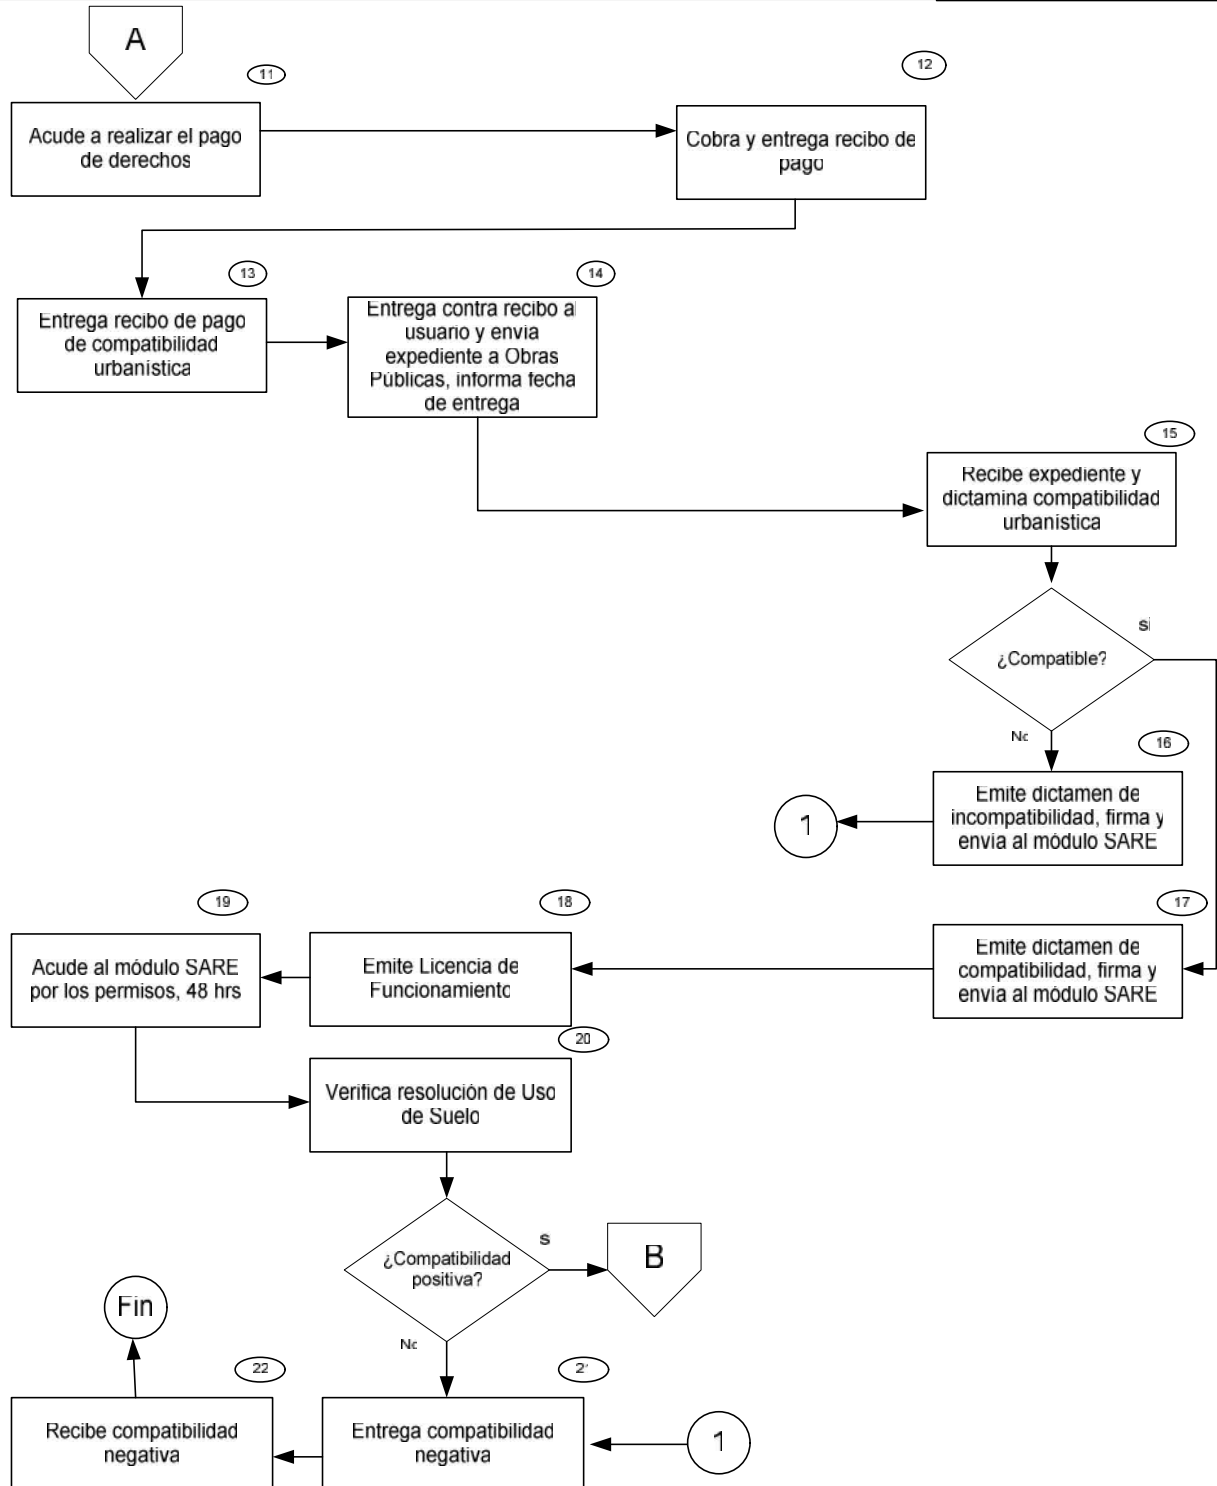 A
11
12
Acude a realizar el pago
de derechos
Cobra y entrega recibo de
pago
13
14
Entrega recibo de pago
de compatibilidad
urbanística
Entrega contra recibo al
usuario y envía
expediente a Obras
Públicas, informa fecha
de entrega
15
Recibe expediente y
dictamina compatibilidad
urbanística
si
¿Compatible?
No
16
Emite dictamen de
incompatibilidad, firma y
envía al módulo SARE
1
17
18
19
Emite dictamen de
compatibilidad, firma y
envía al módulo SARE
Emite Licencia de
Funcionamiento
Acude al módulo SARE
por los permisos, 48 hrs
20
Verifica resolución de Uso
de Suelo
¿Compatibilidad
positiva?
s
B
No
Fin
22
Entrega compatibilidad
negativa
1
Recibe compatibilidad
negativa